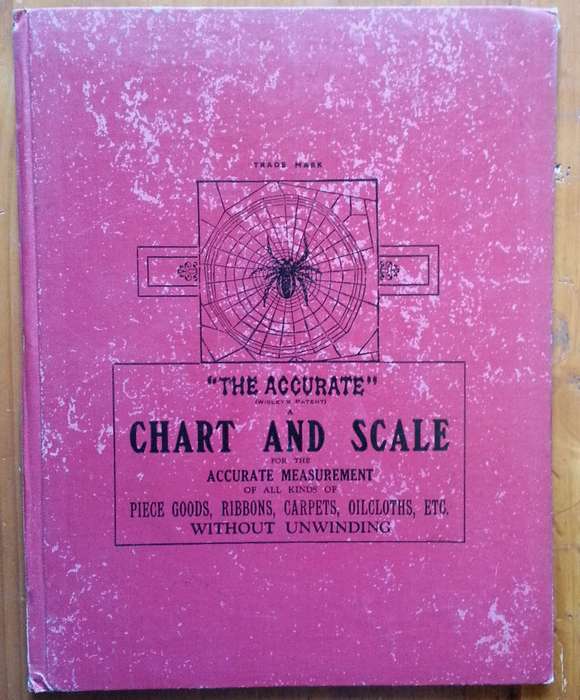 TRADE MARK
"THE ACCURATE"
(WIGLEY'S PATENT)
A
CHART AND SCALE
FOR THE
ACCURATE MEASUREMENT
OF ALL KINDS OF
PIECE GOODS, RIBBONS, CARPETS, OILCLOTHS, ETC.
WITHOUT UNWINDING